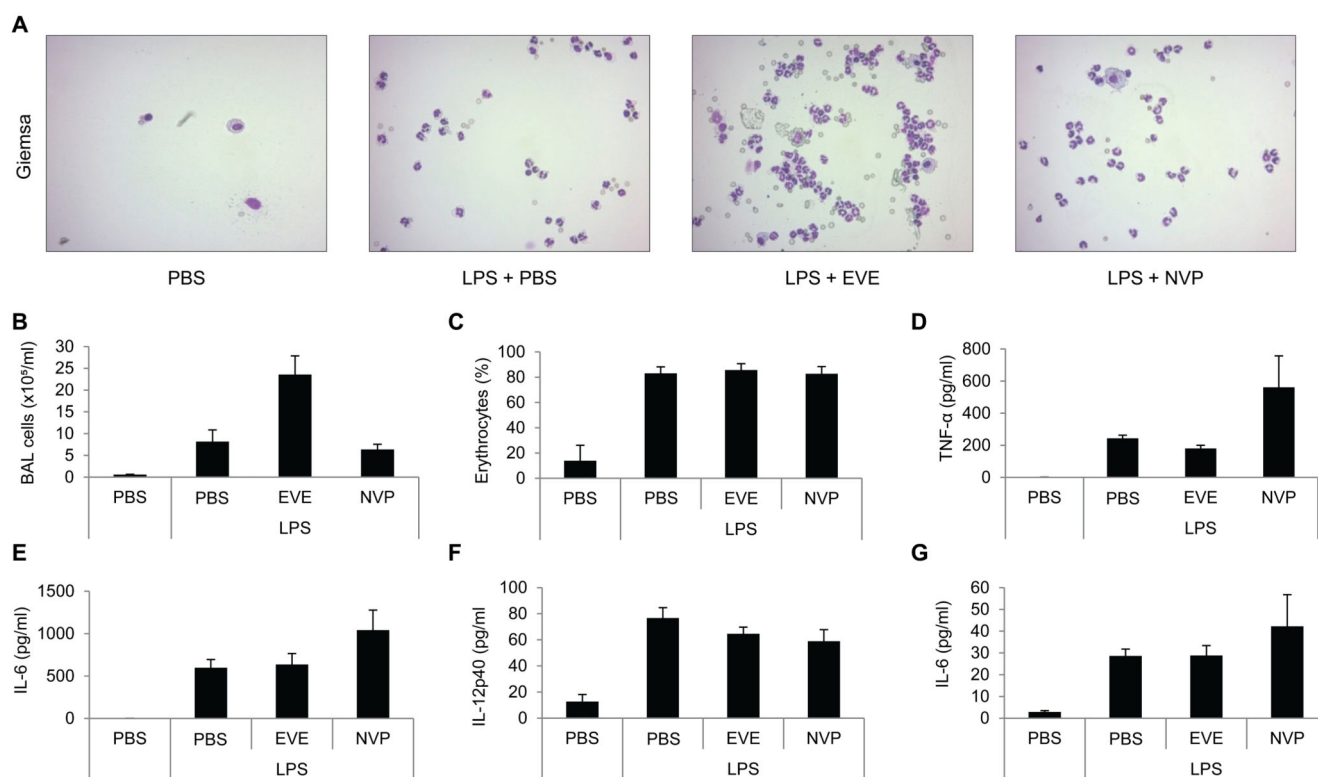 A
Giemsa
PBS
LPS + PBS
LPS + EVE
LPS + NVP
B
BAL cells (x10⁵/ml)
30
25
20
15
10
5
0
PBS
PBS
EVE
NVP
LPS
C
Erythrocytes (%)
100
80
60
40
20
0
PBS
PBS
EVE
NVP
LPS
D
TNF-α (pg/ml)
800
600
400
200
0
PBS
PBS
EVE
NVP
LPS
E
IL-6 (pg/ml)
1500
1000
500
0
PBS
PBS
EVE
NVP
LPS
F
IL-12p40 (pg/ml)
100
80
60
40
20
0
PBS
PBS
EVE
NVP
LPS
G
IL-6 (pg/ml)
60
50
40
30
20
10
0
PBS
PBS
EVE
NVP
LPS